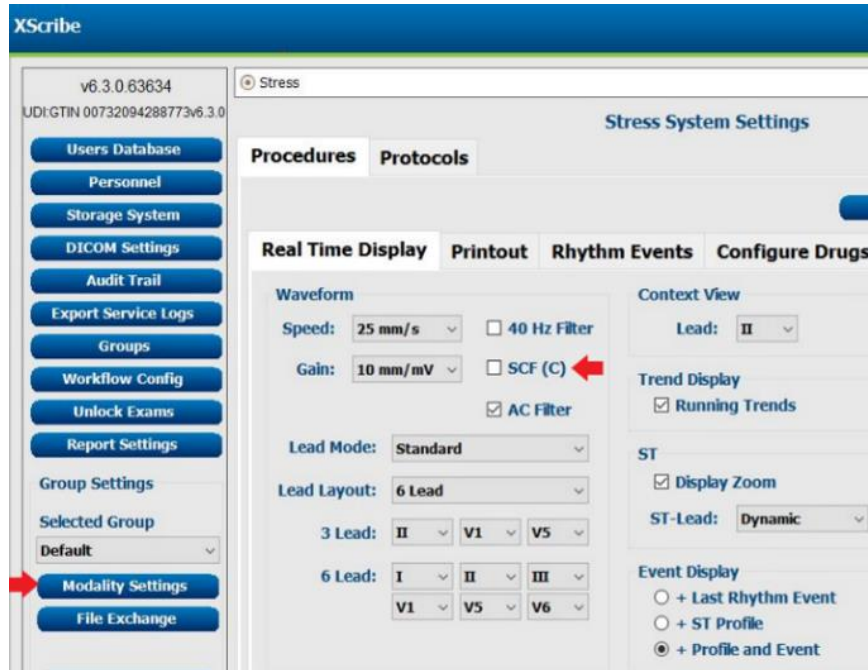 XScribe
v6.3.0.63634
UDI:GTIN 00732094288773v6.3.0
Users Database
Personnel
Storage System
DICOM Settings
Audit Trail
Export Service Logs
Groups
Workflow Config
Unlock Exams
Report Settings
Group Settings
Selected Group
Default
Modality Settings
File Exchange
Stress
Stress System Settings
Procedures Protocols
Real Time Display Printout Rhythm Events Configure Drugs
Waveform
Speed: 25 mm/s 40 Hz Filter
Gain: 10 mm/mV SCF (C)
AC Filter
Lead Mode: Standard
Lead Layout: 6 Lead
3 Lead: II V1 V5
6 Lead: I II III
V1 V5 V6
Context View
Lead: II
Trend Display
Running Trends
ST
Display Zoom
ST-Lead: Dynamic
Event Display
+ Last Rhythm Event
+ ST Profile
+ Profile and Event